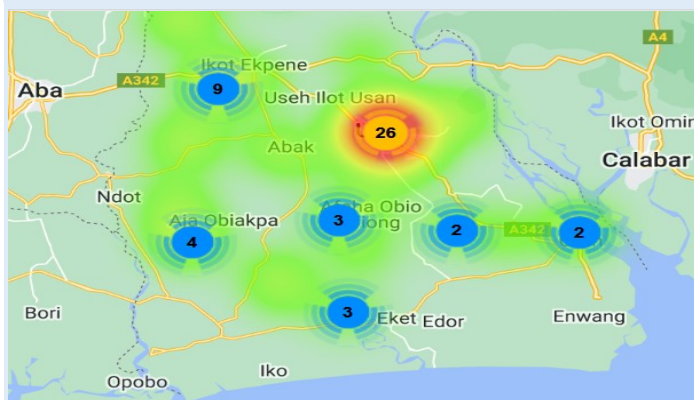 A4
Ikot Ekpene
A342
9
Aba
Useh Ilot Usan
26
Ikot Omin
Abak
Calabar
Ndot
3
Obio
Aja Obiakpa
2
A342
2
4
3
Bori
Eket
Edor
Enwang
Iko
Opobo